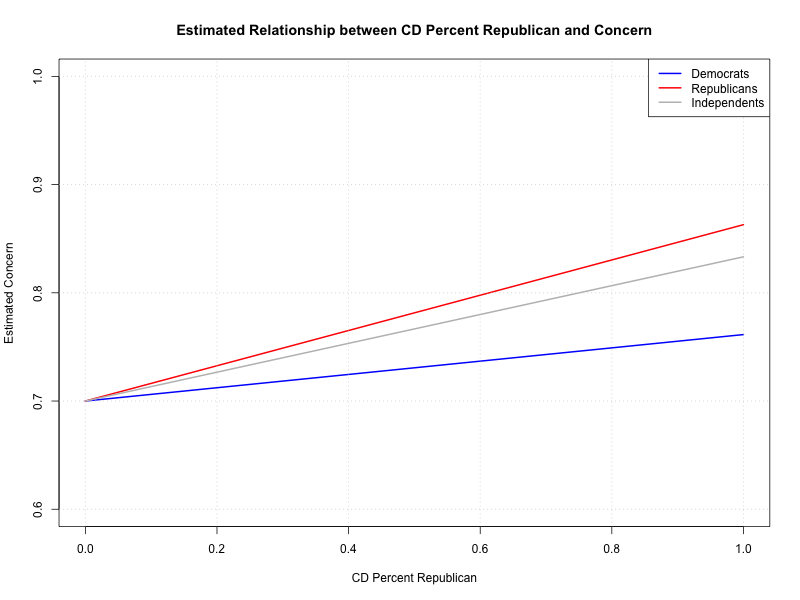 Estimated Relationship between CD Percent Republican and Concern
Democrats
Republicans
Independents
1.0
0.9
0.8
0.7
0.6
Estimated Concern
0.0 0.2 0.4 0.6 0.8 1.0
CD Percent Republican